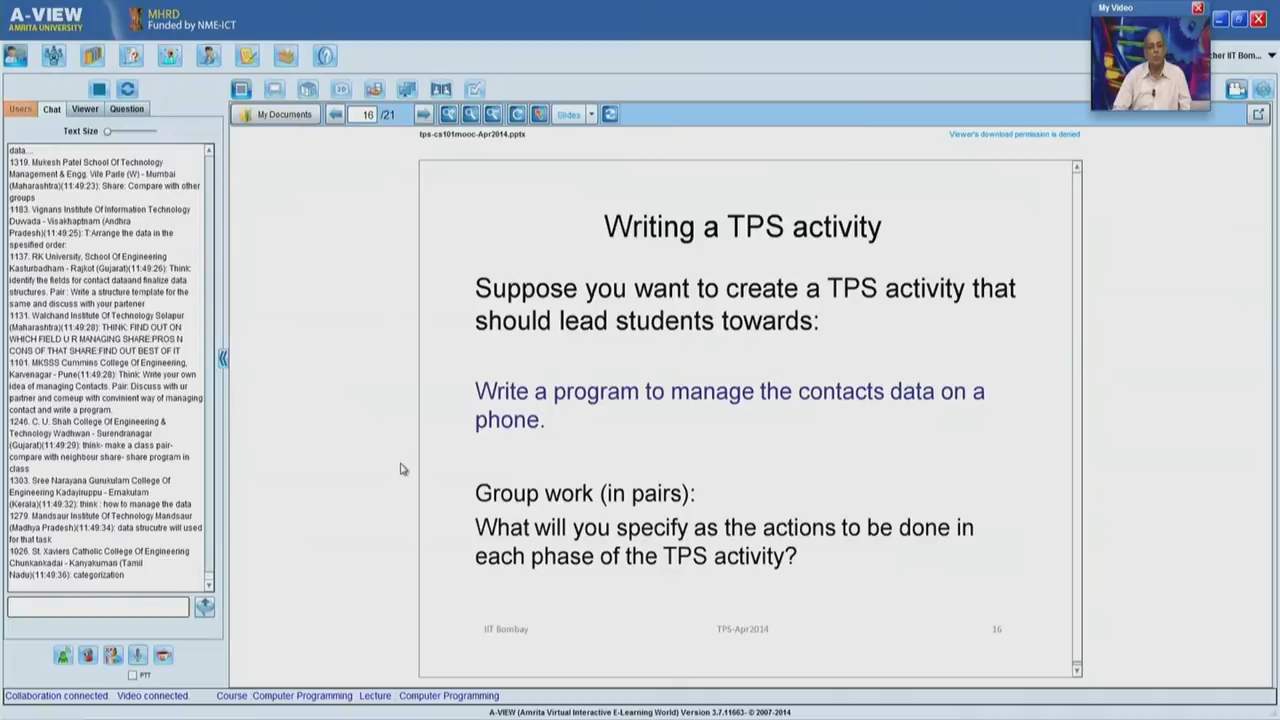 A-VIEW
AMRITA UNIVERSITY
MHRD
Funded by NME-ICT
My Video
her IIT Bom...
Users Chat Viewer Question
Text Size
My Documents
16 /21
Slides
tps-cs101mooc-Apr2014.pptx
Viewer's download permission is denied
data....
1319. Mukesh Patel School Of Technology
Management & Engg. Vile Parle (W) - Mumbai
(Maharashtra)(11:49:23): Share: Compare with other
groups
1183. Vignans Institute Of Information Technology
Duwada - Visakhaptnam (Andhra
Pradesh)(11:49:25): T:Arrange the data in the
spesified order:
1137. RK University, School Of Engineering
Kasturbadham - Rajkot (Gujarat)(11:49:26): Think:
identify the fields for contact dataand finalize data
structures. Pair : Write a structure template for the
same and discuss with your partener
1131. Walchand Institute Of Technology Solapur
(Maharashtra)(11:49:28): THINK: FIND OUT ON
WHICH FIELD U R MANAGING SHARE:PROS N
CONS OF THAT SHARE:FIND OUT BEST OF IT
1101. MKSSS Cummins College Of Engineering,
Karvenagar - Pune(11:49:28): Think: Write your own
idea of managing Contacts. Pair: Discuss with ur
partner and comeup with convinient way of managing
contact and write a program.
1246. C. U. Shah College Of Engineering &
Technology Wadhwan - Surendranagar
(Gujarat)(11:49:29): think- make a class pair-
compare with neighbour share- share program in
class
1303. Sree Narayana Gurukulam College Of
Engineering Kadayiruppu - Ernakulam
(Kerala)(11:49:32): think : how to manage the data
1279. Mandsaur Institute Of Technology Mandsaur
(Madhya Pradesh)(11:49:34): data strucutre will used
for that task
1026. St. Xaviers Catholic College Of Engineering
Chunkankadai - Kanyakumari (Tamil
Nadu)(11:49:36): categorization
PTT
Writing a TPS activity
Suppose you want to create a TPS activity that
should lead students towards:
Write a program to manage the contacts data on a
phone.
Group work (in pairs):
What will you specify as the actions to be done in
each phase of the TPS activity?
IIT Bombay
TPS-Apr2014
16
Collaboration connected. Video connected. Course :Computer Programming Lecture : Computer Programming
A-VIEW (Amrita Virtual Interactive E-Learning World) Version 3.7.11663- © 2007-2014